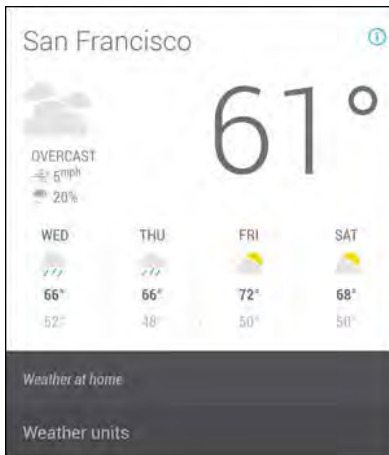 San Francisco
61°
OVERCAST
5mph
20%
WED THU FRI SAT
66° 66° 72° 68°
52° 48° 50° 50°
Weather at home
Weather units